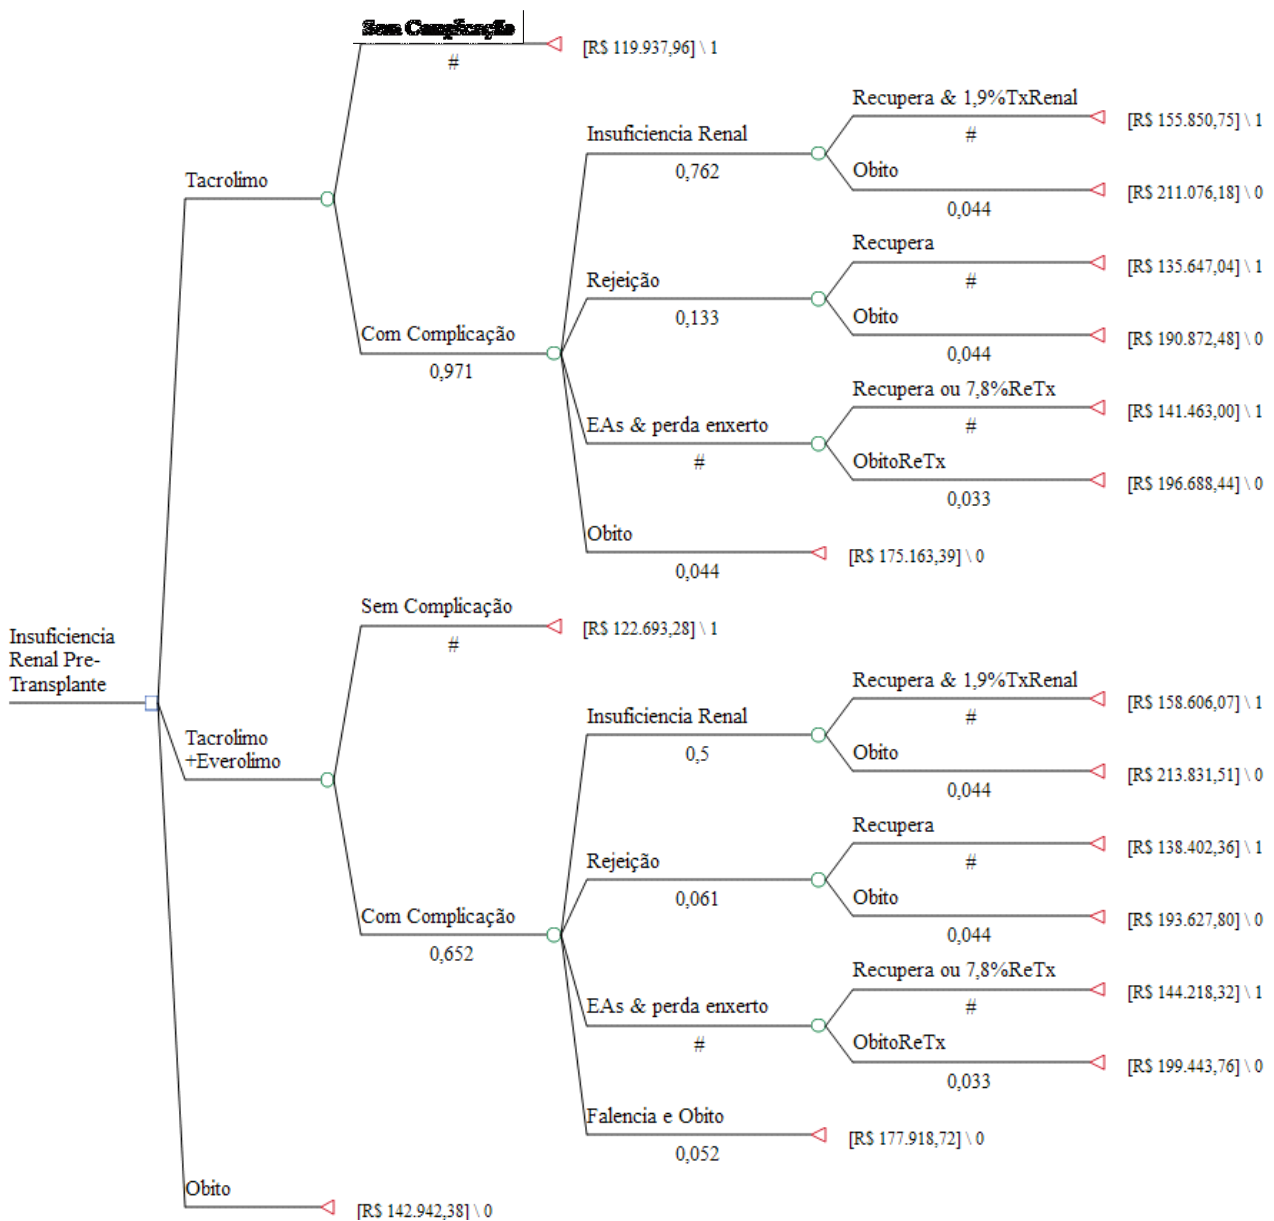 Sem Complicação
#
[R$ 119.937,96] \ 1
Tacrolimo
Com Complicação
0,971
Insuficiencia Renal
0,762
Recupera & 1,9%TxRenal
#
[R$ 155.850,75] \ 1
Obito
0,044
[R$ 211.076,18] \ 0
Rejeição
0,133
Recupera
#
[R$ 135.647,04] \ 1
Obito
0,044
[R$ 190.872,48] \ 0
EAs & perda enxerto
#
Recupera ou 7,8%ReTx
#
[R$ 141.463,00] \ 1
ObitoReTx
0,033
[R$ 196.688,44] \ 0
Obito
0,044
[R$ 175.163,39] \ 0
Insuficiencia
Renal Pre-
Transplante
Tacrolimo
+Everolimo
Sem Complicação
#
[R$ 122.693,28] \ 1
Com Complicação
0,652
Insuficiencia Renal
0,5
Recupera & 1,9%TxRenal
#
[R$ 158.606,07] \ 1
Obito
0,044
[R$ 213.831,51] \ 0
Rejeição
0,061
Recupera
#
[R$ 138.402,36] \ 1
Obito
0,044
[R$ 193.627,80] \ 0
EAs & perda enxerto
#
Recupera ou 7,8%ReTx
#
[R$ 144.218,32] \ 1
ObitoReTx
0,033
[R$ 199.443,76] \ 0
Falencia e Obito
0,052
[R$ 177.918,72] \ 0
Obito
[R$ 142.942,38] \ 0